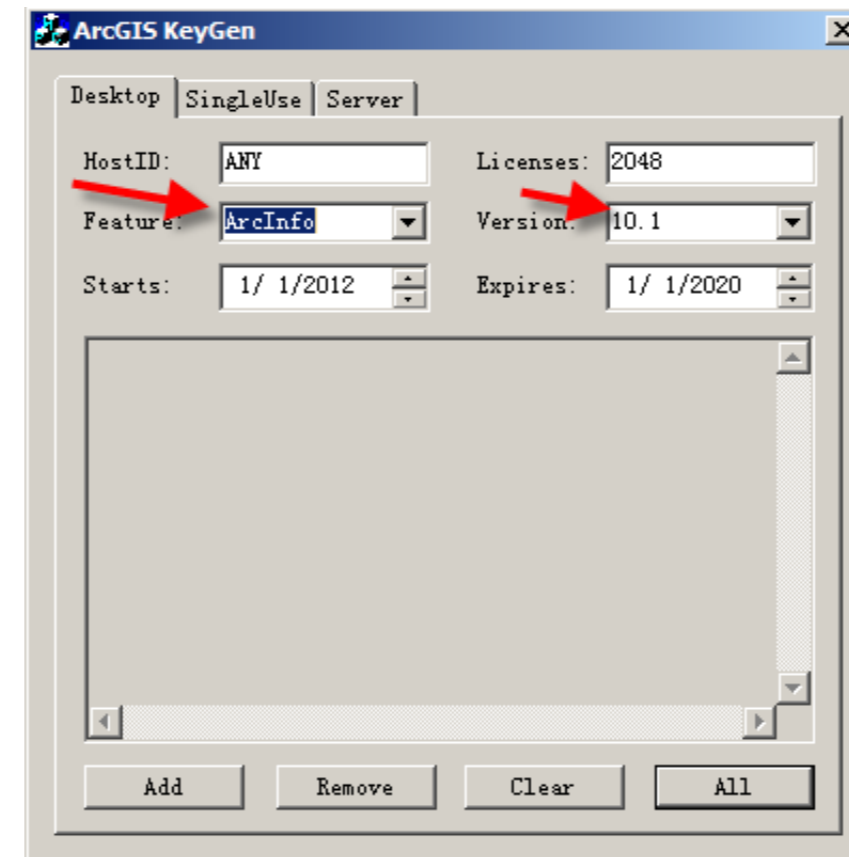 ArcGIS KeyGen
Desktop SingleUse Server
HostID: ANY Licenses: 2048
Feature: ArcInfo Version: 10.1
Starts: 1/ 1/2012 Expires: 1/ 1/2020
Add Remove Clear All